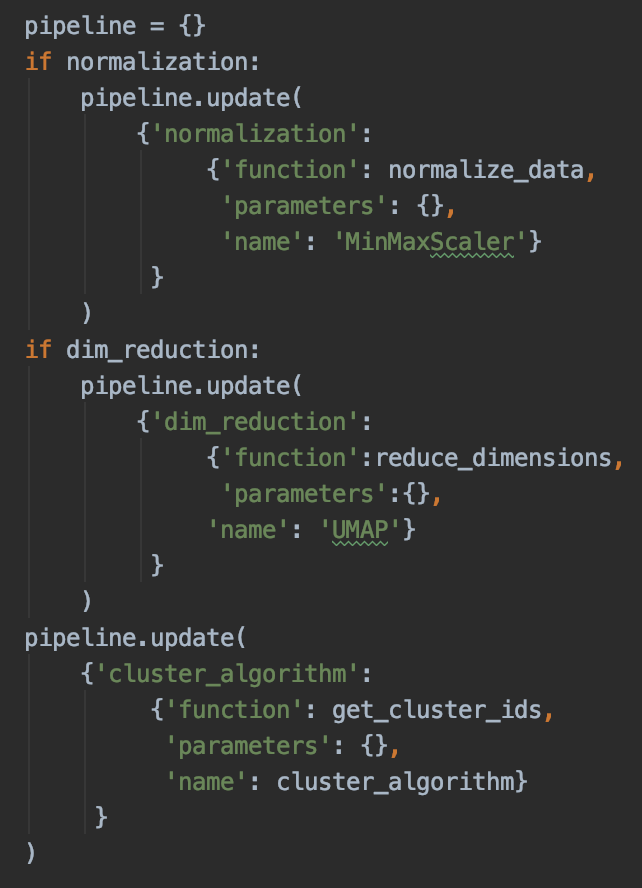 pipeline = {}
if normalization:
    pipeline.update(
        {'normalization':
             {'function': normalize_data,
              'parameters': {},
              'name': 'MinMaxScaler'}
         }
    )
if dim_reduction:
    pipeline.update(
        {'dim_reduction':
             {'function':reduce_dimensions,
              'parameters':{},
             'name': 'UMAP'}
         }
    )
pipeline.update(
    {'cluster_algorithm':
         {'function': get_cluster_ids,
          'parameters': {},
          'name': cluster_algorithm}
     }
)